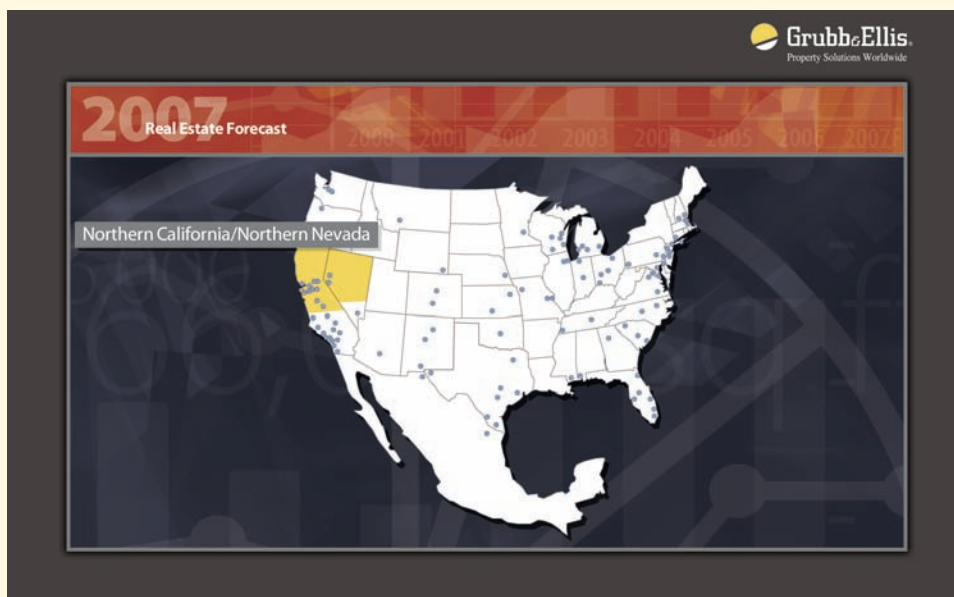 Grubb&Ellis®
Property Solutions Worldwide
2007
Real Estate Forecast
2000 2001 2002 2003 2004 2005 2006 2007F
Northern California/Northern Nevada